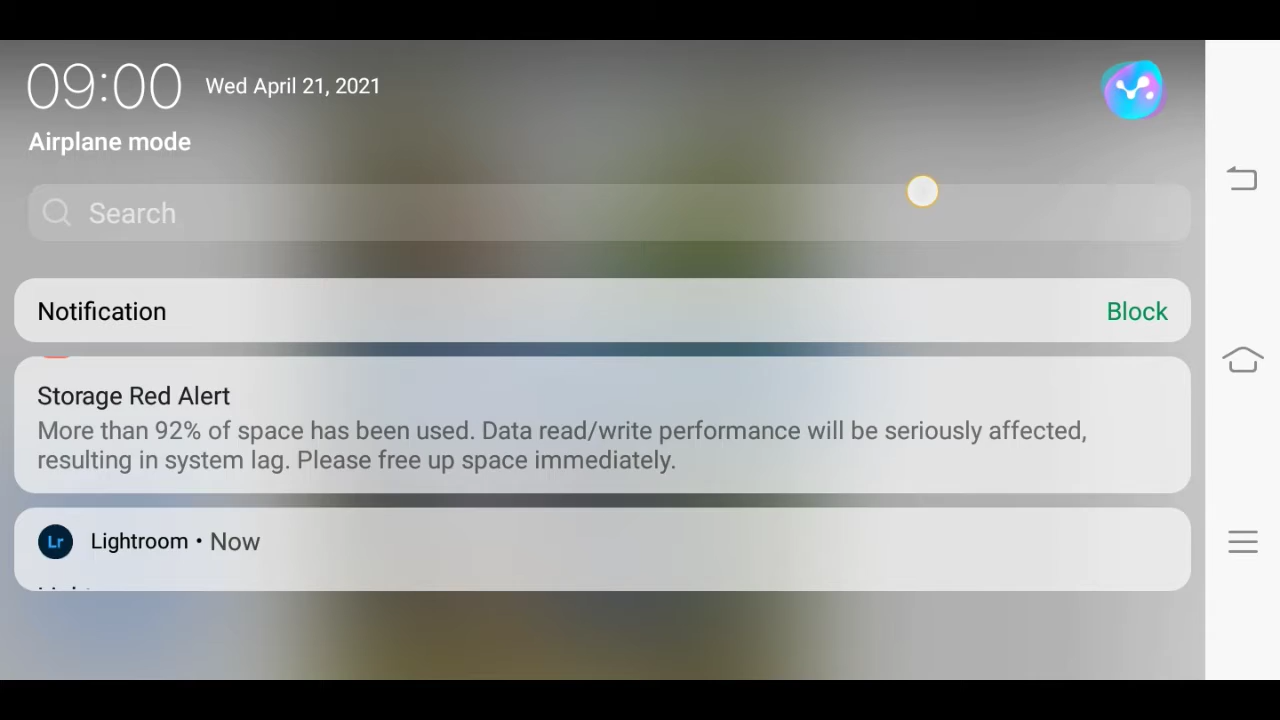 09:00 Wed April 21, 2021
Airplane mode
Search
Notification Block
Storage Red Alert
More than 92% of space has been used. Data read/write performance will be seriously affected,
resulting in system lag. Please free up space immediately.
Lr Lightroom • Now